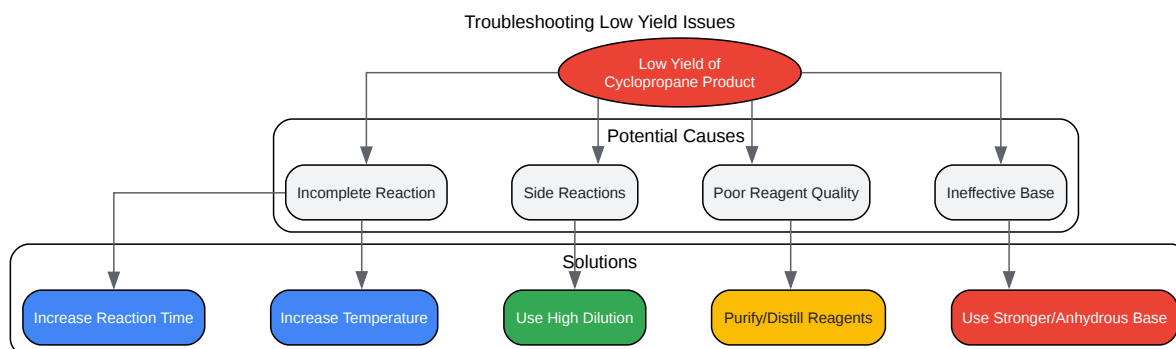 Troubleshooting Low Yield Issues
Low Yield of
Cyclopropane Product
Potential Causes
Incomplete Reaction
Side Reactions
Poor Reagent Quality
Ineffective Base
Solutions
Increase Reaction Time
Increase Temperature
Use High Dilution
Purify/Distill Reagents
Use Stronger/Anhydrous Base